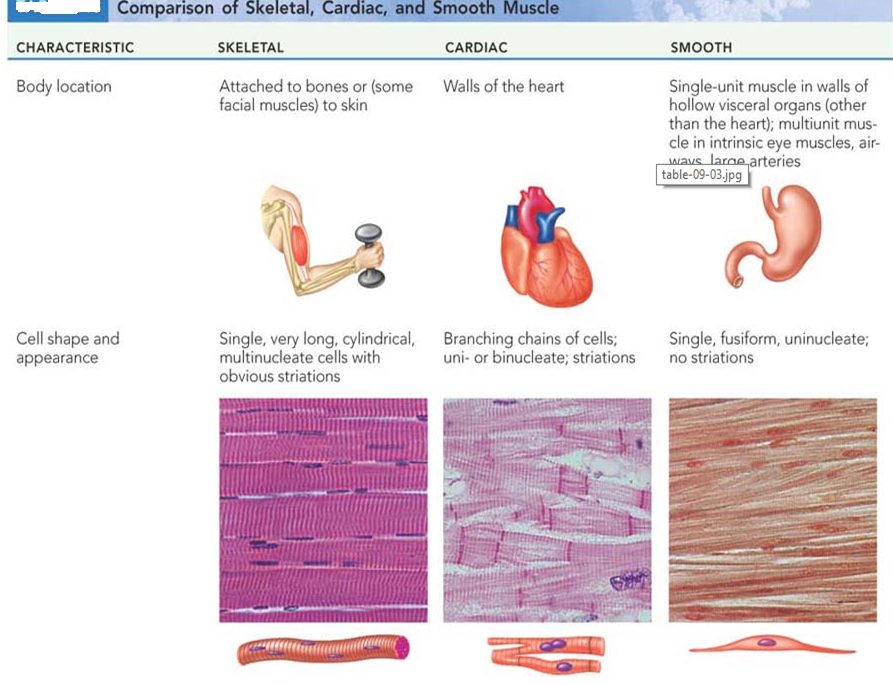 Comparison of Skeletal, Cardiac, and Smooth Muscle
CHARACTERISTIC SKELETAL CARDIAC SMOOTH
Body location
Attached to bones or (some
facial muscles) to skin
Walls of the heart
Single-unit muscle in walls of
hollow visceral organs (other
than the heart); multiunit mus-
cle in intrinsic eye muscles, air-
ways, large arteries
table-09-03.jpg
Cell shape and
appearance
Single, very long, cylindrical,
multinucleate cells with
obvious striations
Branching chains of cells;
uni- or binucleate; striations
Single, fusiform, uninucleate;
no striations